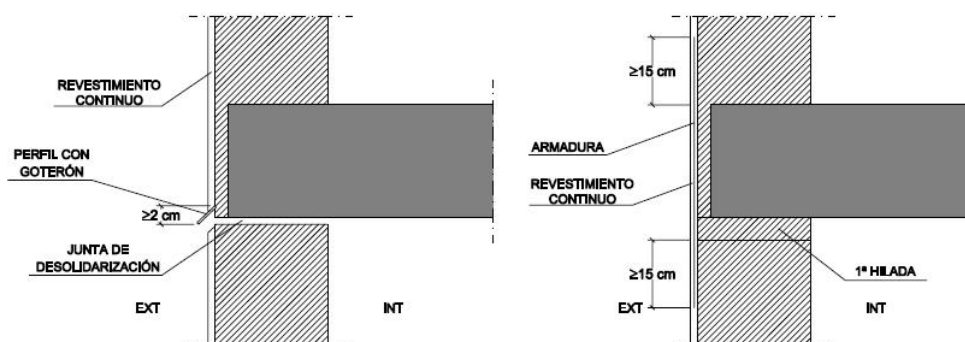 REVESTIMIENTO
CONTINUO
PERFIL CON
GOTERÓN
≥2 cm
JUNTA DE
DESOLIDARIZACIÓN
EXT
INT
≥15 cm
ARMADURA
REVESTIMIENTO
CONTINUO
≥15 cm
1ª HILADA
EXT
INT